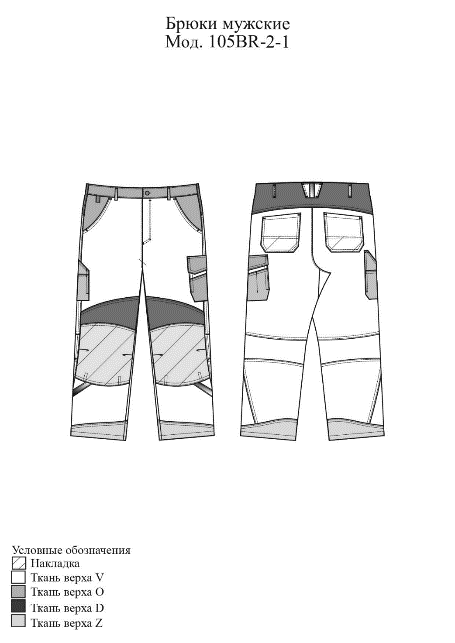 Брюки мужские
Мод. 105BR-2-1
Условные обозначения
Накладка
Ткань верха V
Ткань верха O
Ткань верха D
Ткань верха Z